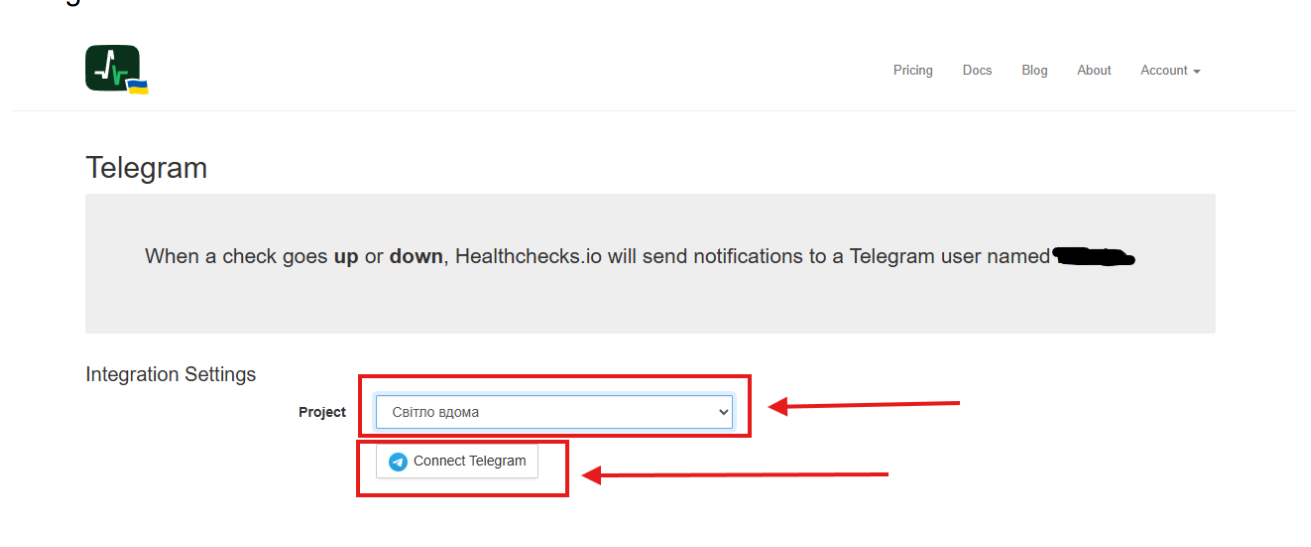 Pricing Docs Blog About Account
Telegram
When a check goes up or down, Healthchecks.io will send notifications to a Telegram user named
Integration Settings
Project Світло вдома
Connect Telegram